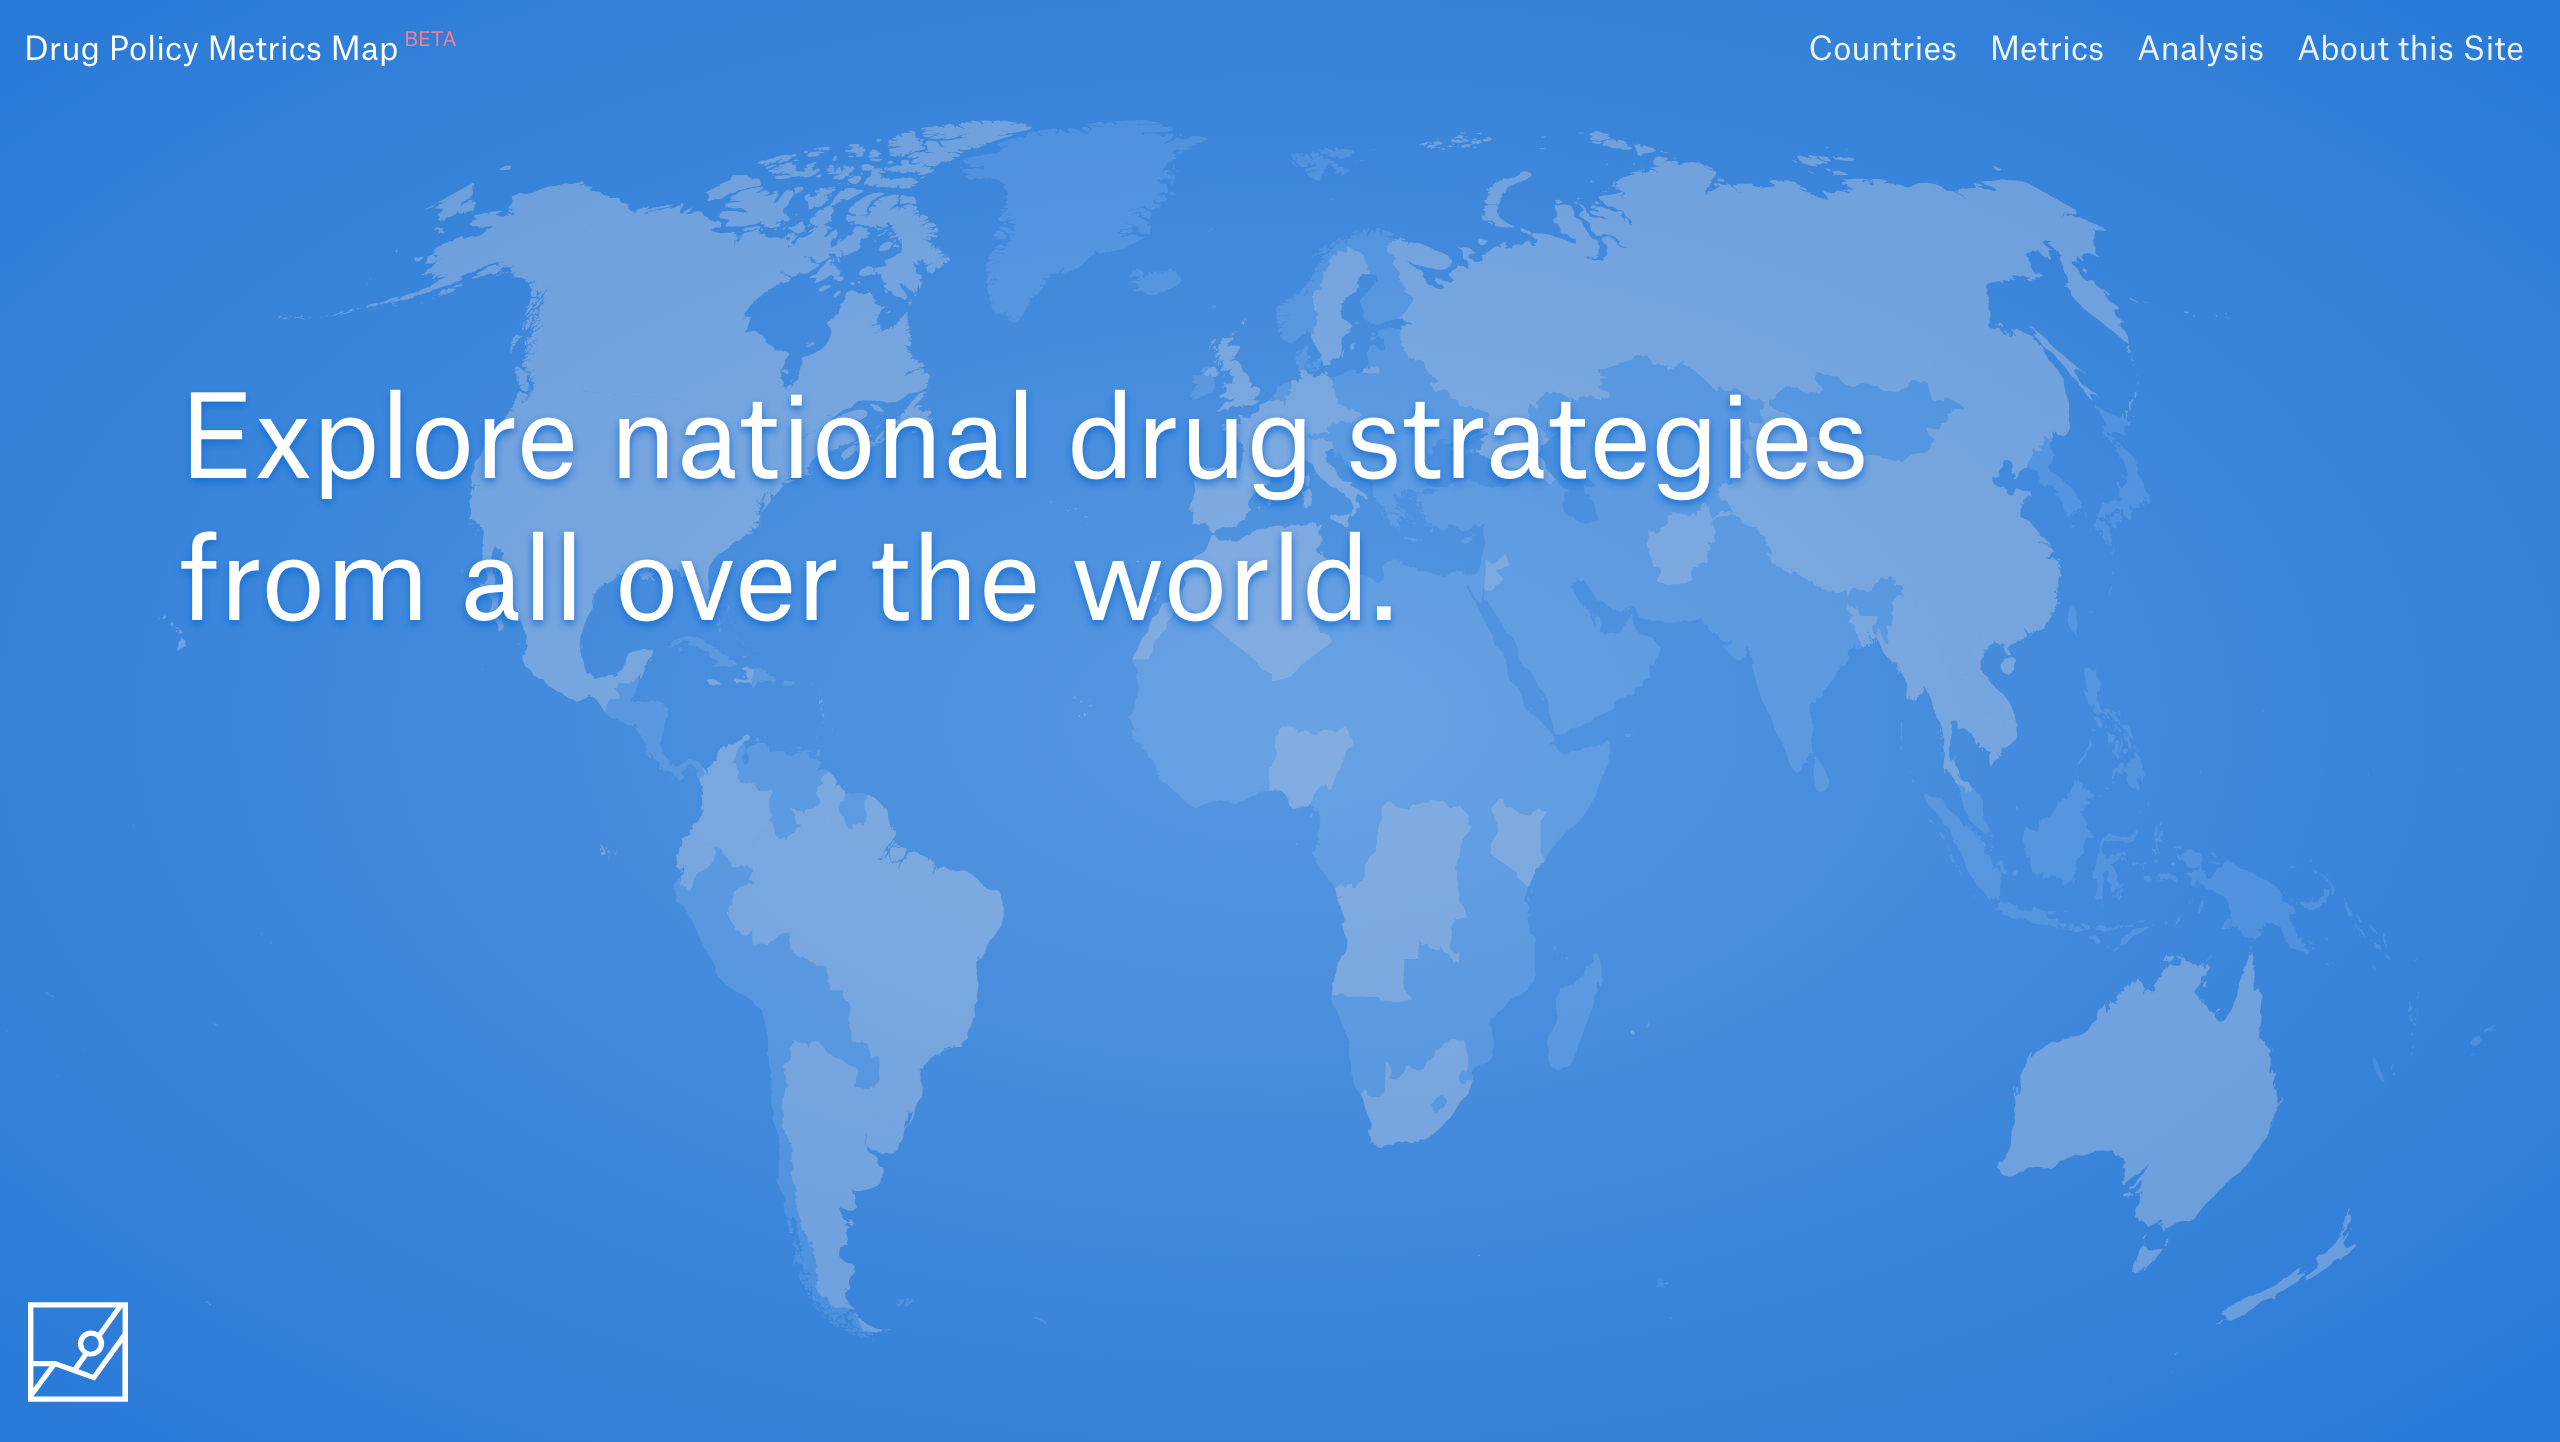 Drug Policy Metrics Map BETA
Countries Metrics Analysis About this Site
Explore national drug strategies
from all over the world.